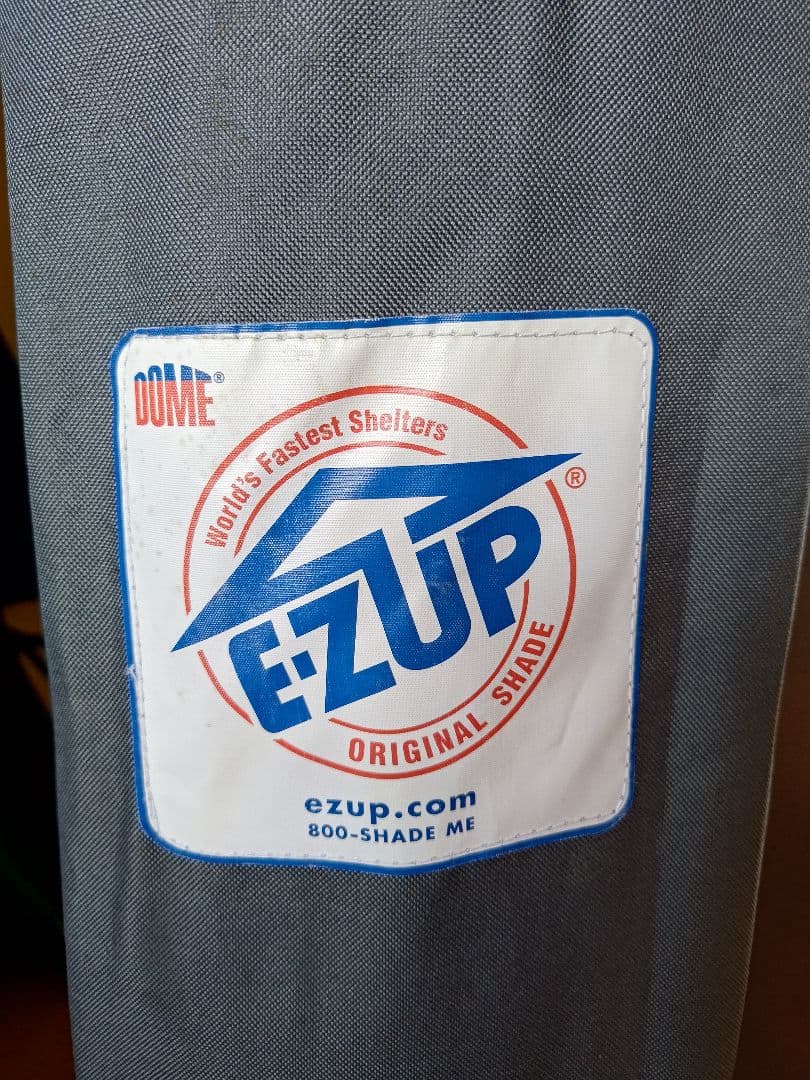 DOME®
World's Fastest Shelters
E-Z UP®
ORIGINAL SHADE
ezup.com
800-SHADE ME